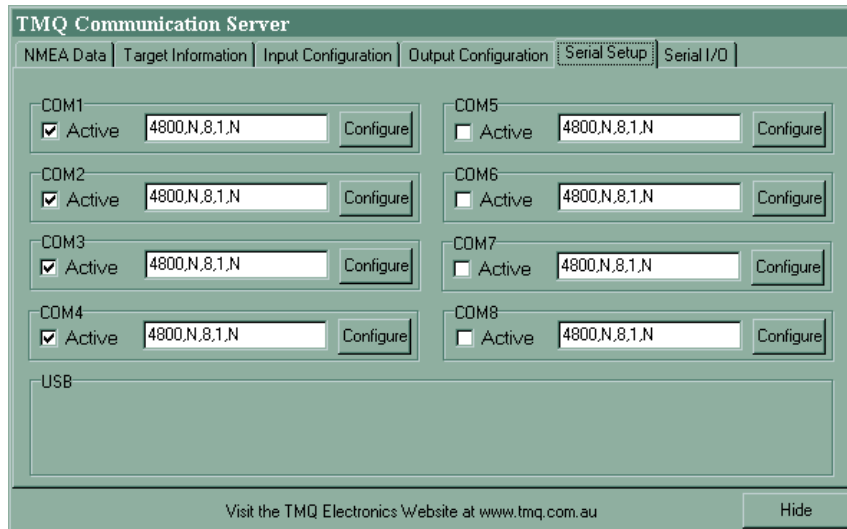 TMQ Communication Server
NMEA Data Target Information Input Configuration Output Configuration Serial Setup Serial I/O
COM1
Active 4800,N,8,1,N Configure
COM2
Active 4800,N,8,1,N Configure
COM3
Active 4800,N,8,1,N Configure
COM4
Active 4800,N,8,1,N Configure
COM5
Active 4800,N,8,1,N Configure
COM6
Active 4800,N,8,1,N Configure
COM7
Active 4800,N,8,1,N Configure
COM8
Active 4800,N,8,1,N Configure
USB
Visit the TMQ Electronics Website at www.tmq.com.au Hide